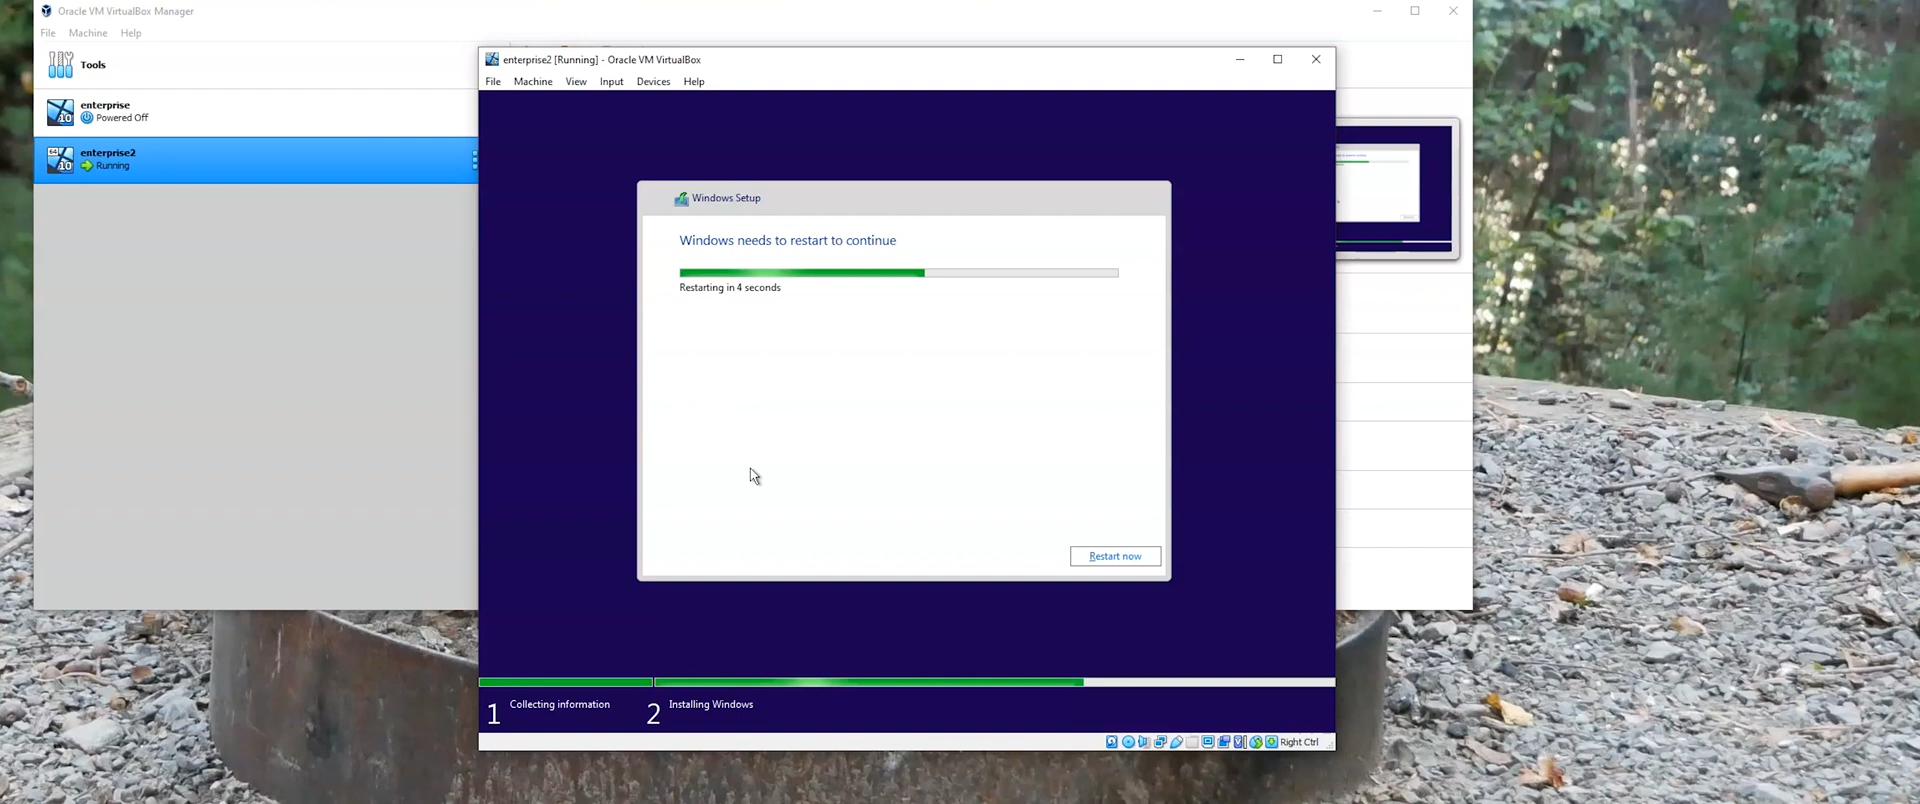 Oracle VM VirtualBox Manager
File Machine Help
Tools
enterprise
Powered Off
enterprise2
Running
enterprise2 [Running] - Oracle VM VirtualBox
File Machine View Input Devices Help
Windows Setup
Windows needs to restart to continue
Restarting in 4 seconds
Restart now
1 Collecting information 2 Installing Windows
Right Ctrl